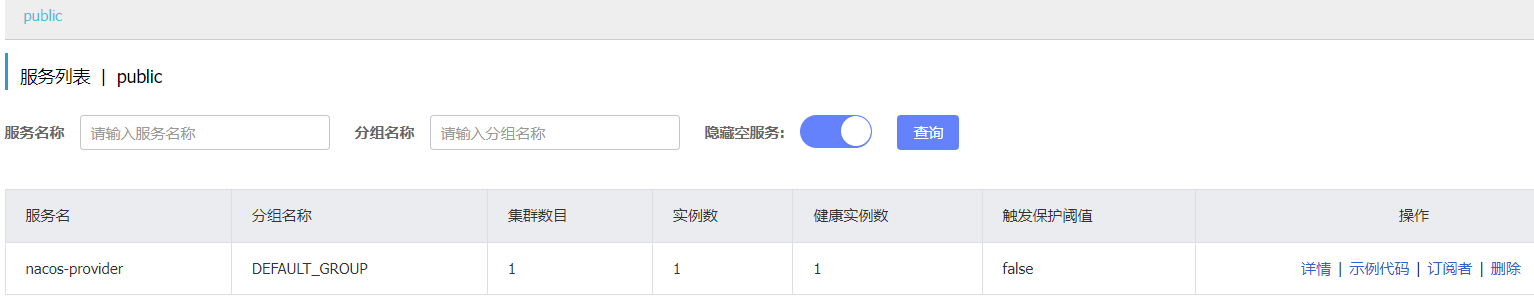 public
服务列表 | public
服务名称 请输入服务名称 分组名称 请输入分组名称 隐藏空服务: 查询
服务名 分组名称 集群数目 实例数 健康实例数 触发保护阈值 操作
nacos-provider DEFAULT_GROUP 1 1 1 false 详情 | 示例代码 | 订阅者 | 删除